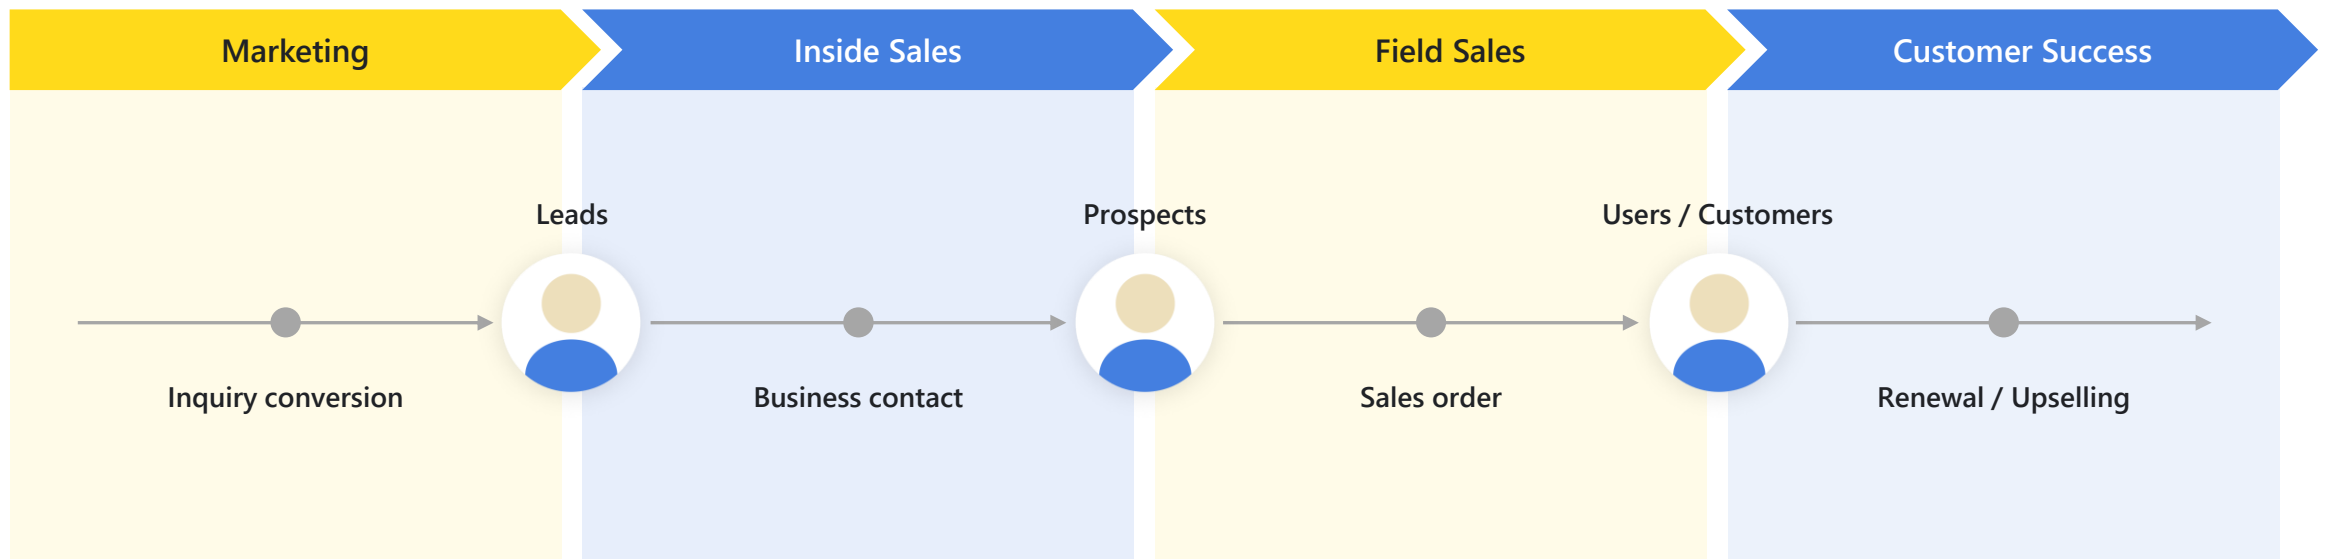 Marketing
Inside Sales
Field Sales
Customer Success
Leads
Prospects
Users / Customers
Inquiry conversion
Business contact
Sales order
Renewal / Upselling